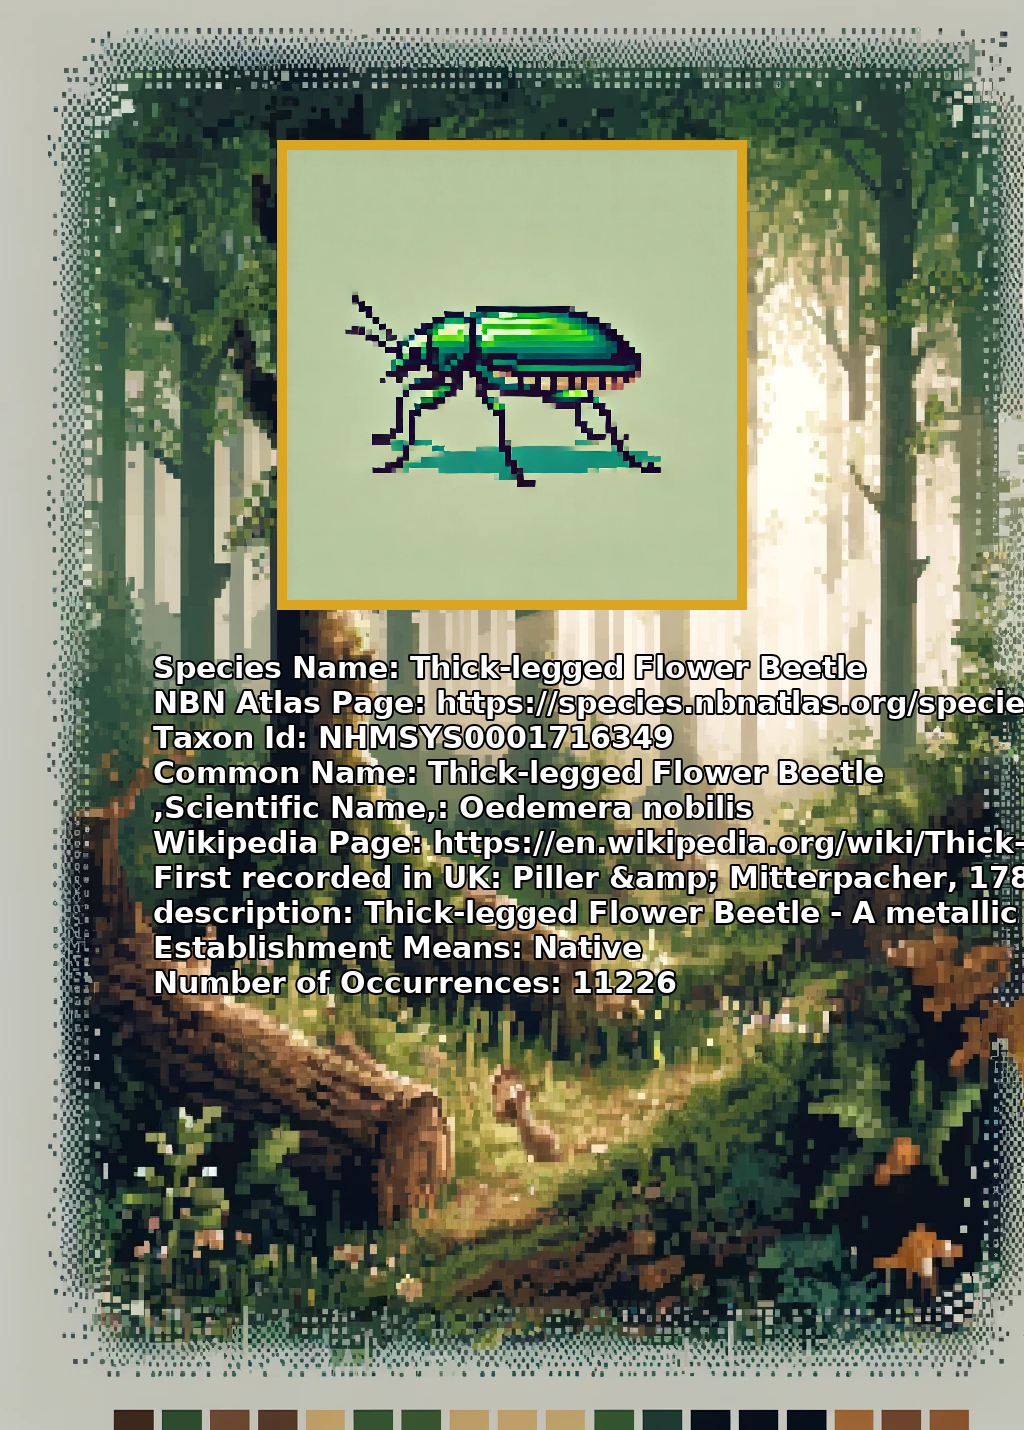 Species Name: Thick-legged Flower Beetle
NBN Atlas Page: https://species.nbnatlas.org/specie
Taxon Id: NHMSYS0001716349
Common Name: Thick-legged Flower Beetle
,Scientific Name,: Oedemera nobilis
Wikipedia Page: https://en.wikipedia.org/wiki/Thick-
First recorded in UK: Piller &amp; Mitterpacher, 178
description: Thick-legged Flower Beetle - A metallic
Establishment Means: Native
Number of Occurrences: 11226